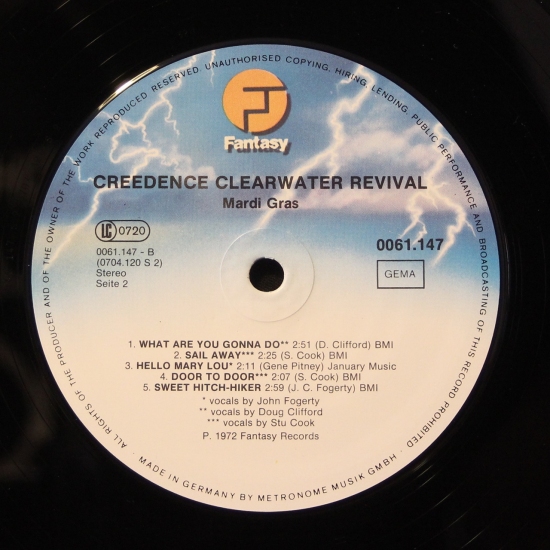 ALL RIGHTS OF THE PRODUCER AND OF THE OWNER OF THE WORK REPRODUCED RESERVED. UNAUTHORISED COPYING, HIRING, LENDING, PUBLIC PERFORMANCE AND BROADCASTING OF THIS RECORD PROHIBITED
Fantasy
CREEDENCE CLEARWATER REVIVAL
Mardi Gras
LC 0720
0061.147
0061.147 - B
(0704.120 S 2)
GEMA
Stereo
Seite 2
1. WHAT ARE YOU GONNA DO** 2:51 (D. Clifford) BMI
2. SAIL AWAY*** 2:25 (S. Cook) BMI
3. HELLO MARY LOU* 2:11 (Gene Pitney) January Music
4. DOOR TO DOOR*** 2:07 (S. Cook) BMI
5. SWEET HITCH-HIKER 2:59 (J. C. Fogerty) BMI
* vocals by John Fogerty
** vocals by Doug Clifford
*** vocals by Stu Cook
P. 1972 Fantasy Records
MADE IN GERMANY BY METRONOME MUSIK GMBH